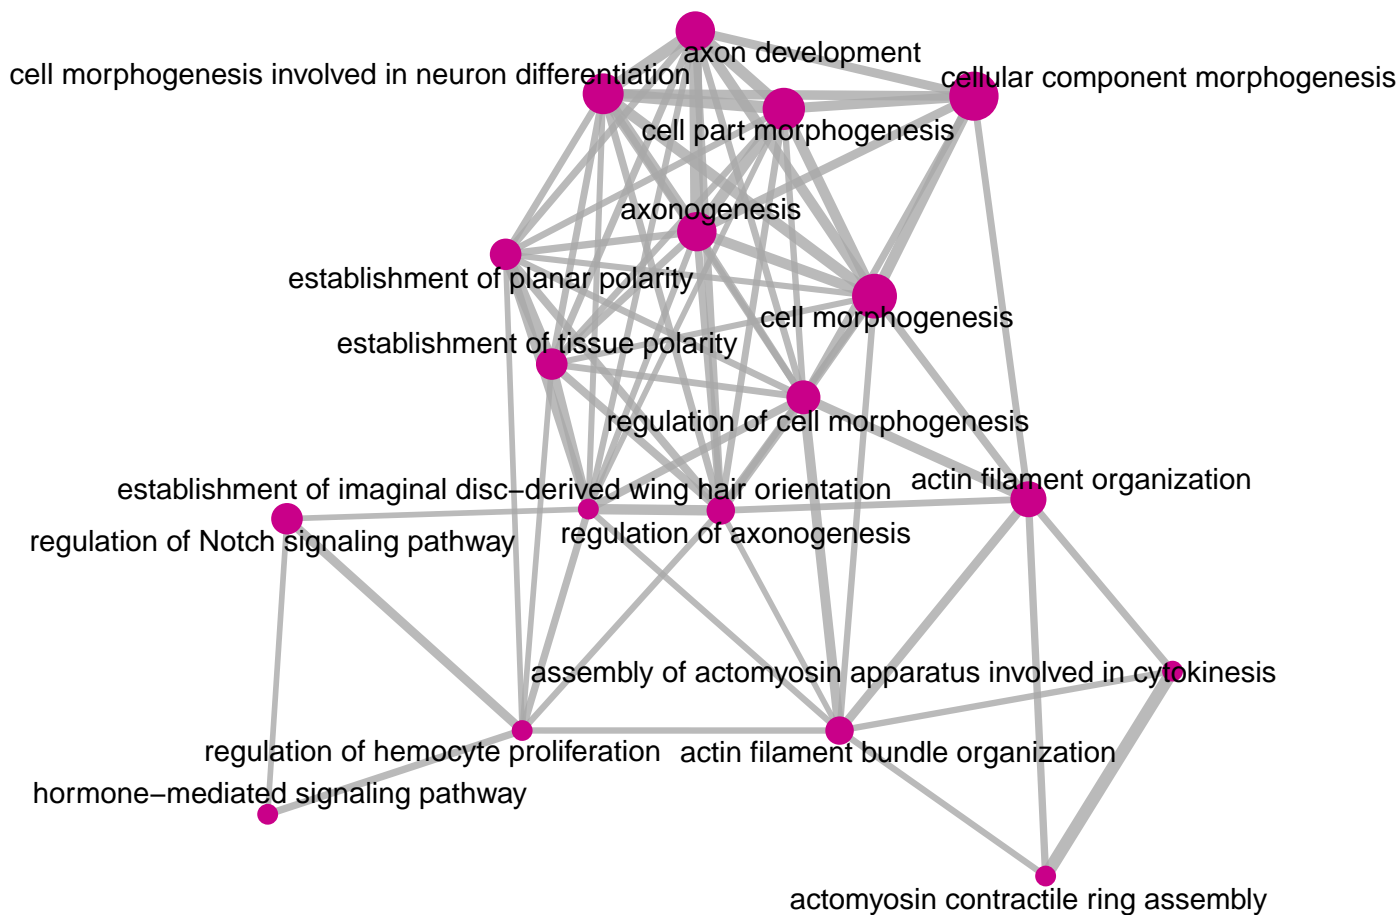 axon development
cell morphogenesis involved in neuron differentiation
cellular component morphogenesis
cell part morphogenesis
axonogenesis
establishment of planar polarity
cell morphogenesis
establishment of tissue polarity
regulation of cell morphogenesis
actin filament organization
establishment of imaginal disc−derived wing hair orientation
regulation of axonogenesis
regulation of Notch signaling pathway
assembly of actomyosin apparatus involved in cytokinesis
regulation of hemocyte proliferation
actin filament bundle organization
hormone−mediated signaling pathway
actomyosin contractile ring assembly